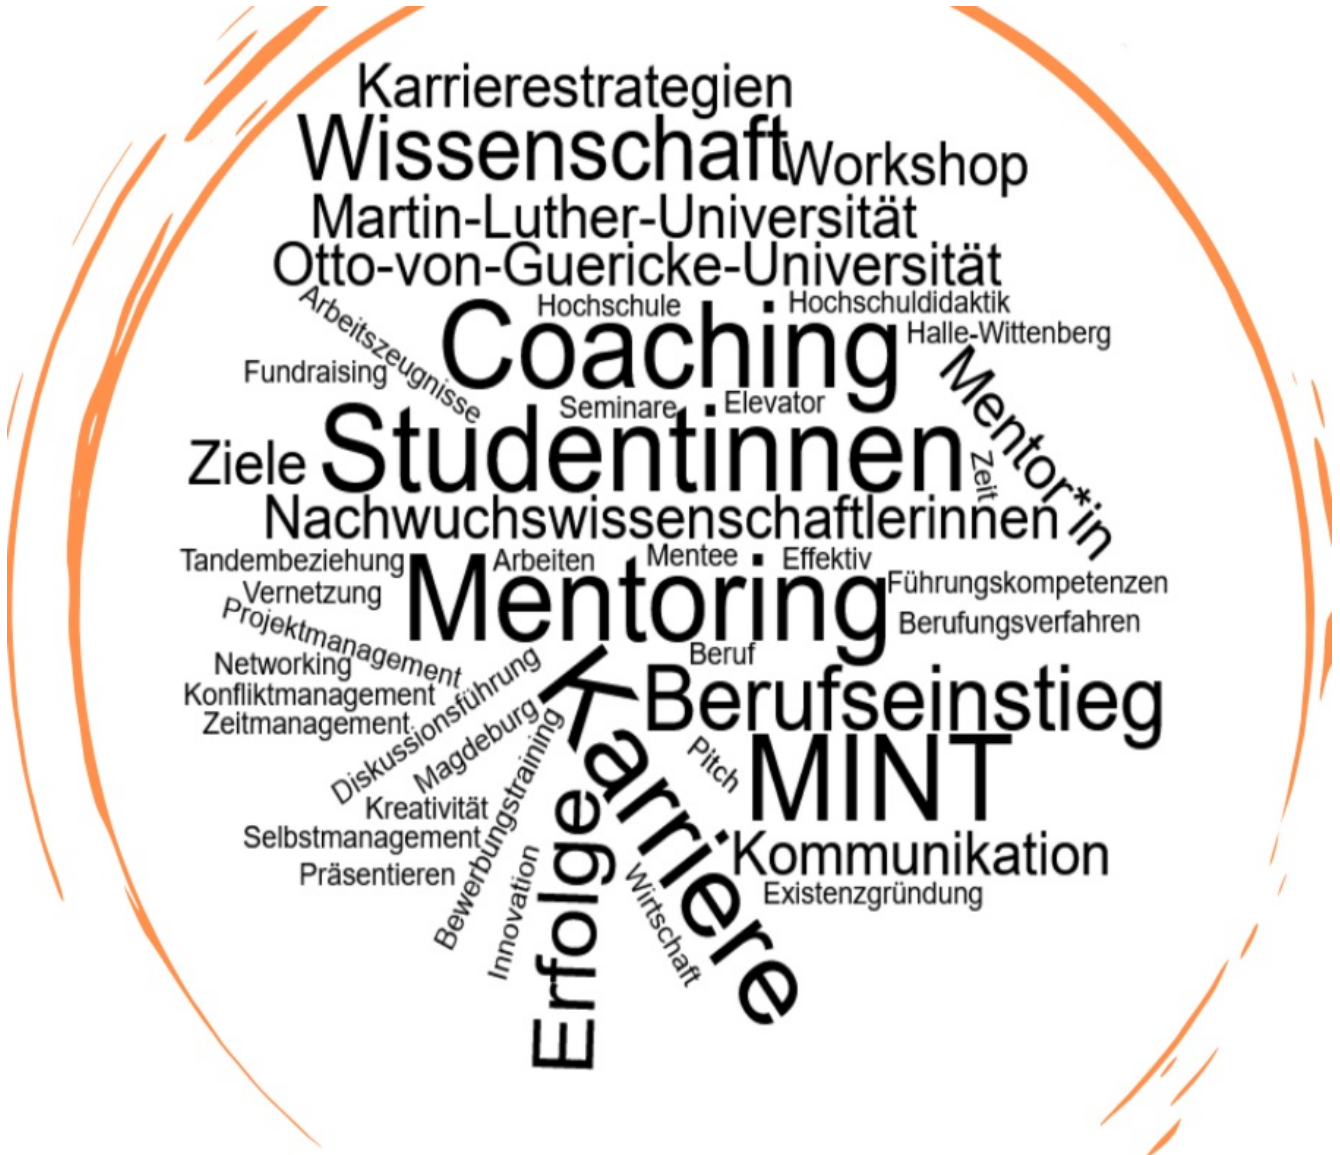 Karrierestrategien
Wissenschaft
Workshop
Martin-Luther-Universität
Otto-von-Guericke-Universität
Arbeitszeugnisse
Hochschule
Hochschuldidaktik
Coaching
Halle-Wittenberg
Fundraising
Mentor*in
Seminare
Elevator
Ziele
Studentinnen
Zeit
Nachwuchswissenschaftlerinnen
Tandembeziehung
Arbeiten
Mentee
Effektiv
Mentoring
Führungskompetenzen
Vernetzung
Berufungsverfahren
Projektmanagement
Networking
Beruf
Konfliktmanagement
Berufseinstieg
Zeitmanagement
Diskussionsführung
Magdeburg
Karriere
Pitch
MINT
Kreativität
Bewerbungstraining
Selbstmanagement
Kommunikation
Präsentieren
Innovation
Erfolge
Wirtschaft
Existenzgründung